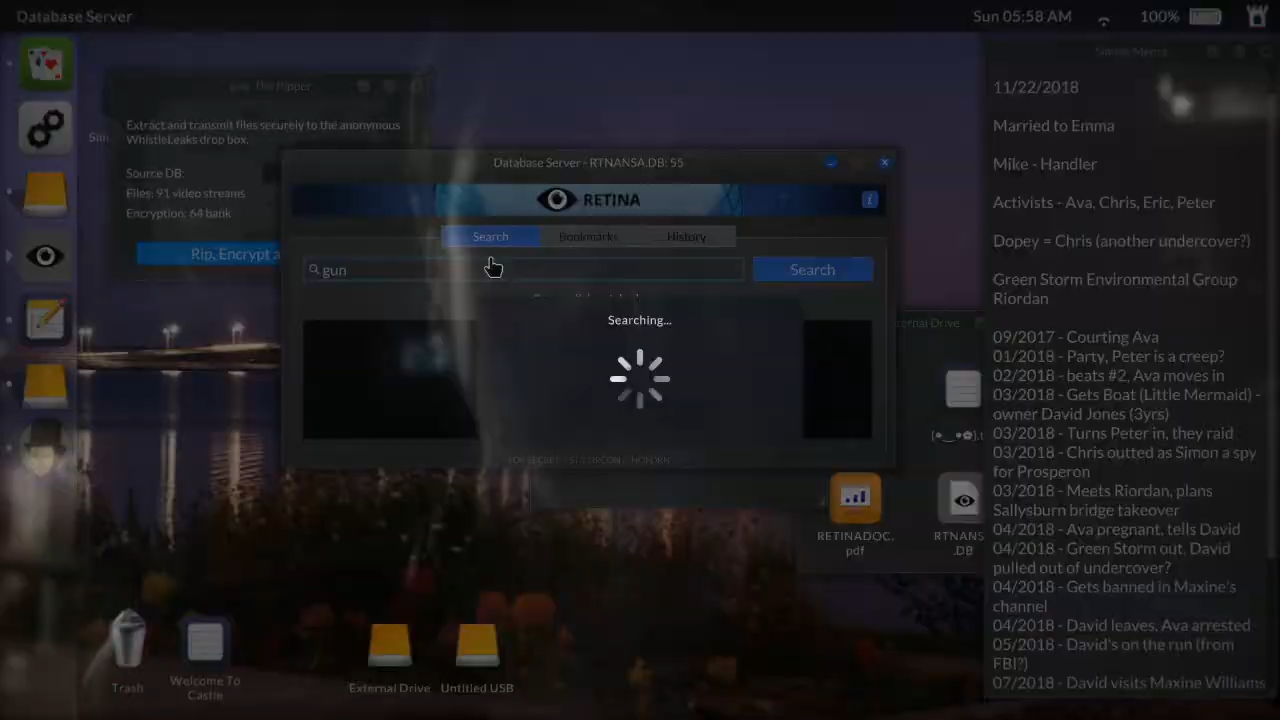 Database Server
Sun 05:58 AM
100%
Extract and transmit files securely to the anonymous
WhistleLeaks drop box.
Source DB:
Files: 91 video streams
Encryption: 64 bank
Rip, Encrypt a
Database Server - RTNANSA.DB: 55
RETINA
i
Search
Bookmarks
History
gun
Search
Searching...
External Drive
RETINADOC.
pdf
RTNANS
.DB
Trash
Welcome To
Castle
External Drive
Untitled USB
11/22/2018
Married to Emma
Mike - Handler
Activists - Ava, Chris, Eric, Peter
Dopey = Chris (another undercover?)
Green Storm Environmental Group
Riordan
09/2017 - Courting Ava
01/2018 - Party, Peter is a creep?
02/2018 - beats #2, Ava moves in
03/2018 - Gets Boat (Little Mermaid) -
owner David Jones (3yrs)
03/2018 - Turns Peter in, they raid
03/2018 - Chris outted as Simon a spy
for Prosperon
03/2018 - Meets Riordan, plans
Sallysburn bridge takeover
04/2018 - Ava pregnant, tells David
04/2018 - Green Storm out, David
pulled out of undercover?
04/2018 - Gets banned in Maxine's
channel
04/2018 - David leaves, Ava arrested
05/2018 - David's on the run (from
FBI?)
07/2018 - David visits Maxine Williams